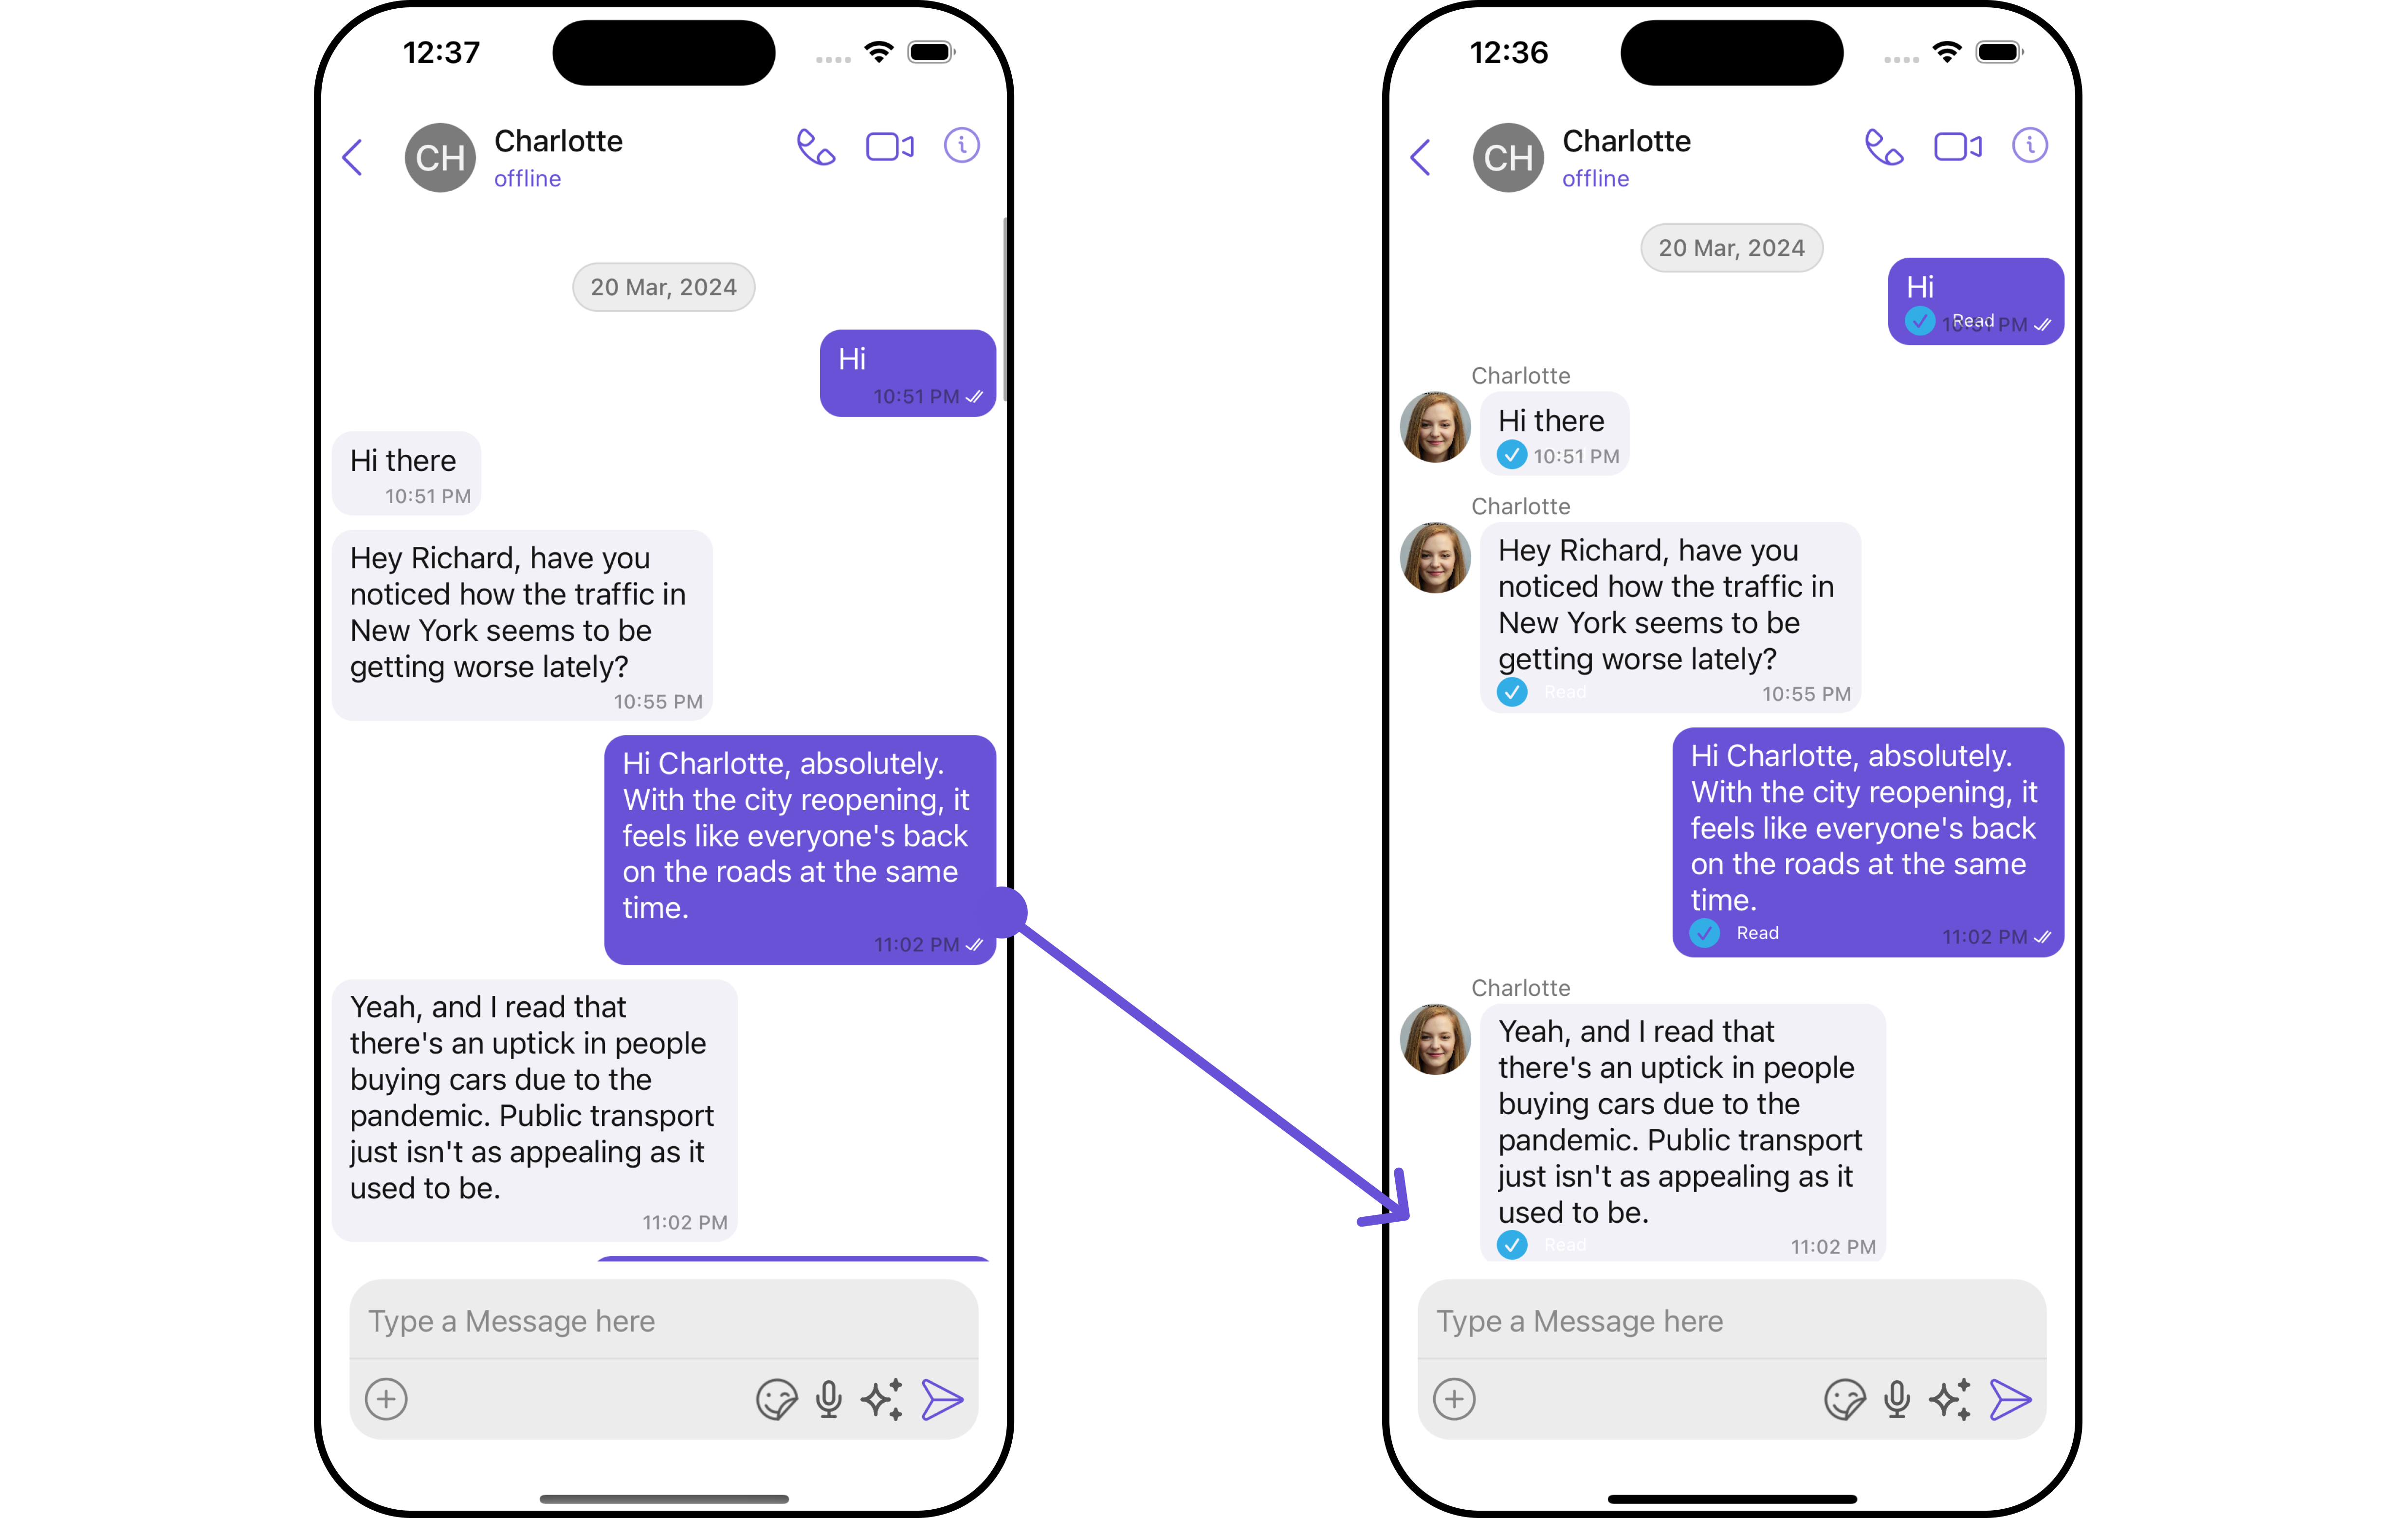 12:37
CH
Charlotte
offline
20 Mar, 2024
Hi
10:51 PM
Hi there
10:51 PM
Hey Richard, have you
noticed how the traffic in
New York seems to be
getting worse lately?
10:55 PM
Hi Charlotte, absolutely.
With the city reopening, it
feels like everyone's back
on the roads at the same
time.
11:02 PM
Yeah, and I read that
there's an uptick in people
buying cars due to the
pandemic. Public transport
just isn't as appealing as it
used to be.
11:02 PM
Type a Message here
12:36
CH
Charlotte
offline
20 Mar, 2024
Hi
Read 10:51 PM
Charlotte
Hi there
10:51 PM
Charlotte
Hey Richard, have you
noticed how the traffic in
New York seems to be
getting worse lately?
Read 10:55 PM
Hi Charlotte, absolutely.
With the city reopening, it
feels like everyone's back
on the roads at the same
time.
Read 11:02 PM
Charlotte
Yeah, and I read that
there's an uptick in people
buying cars due to the
pandemic. Public transport
just isn't as appealing as it
used to be.
Read 11:02 PM
Type a Message here